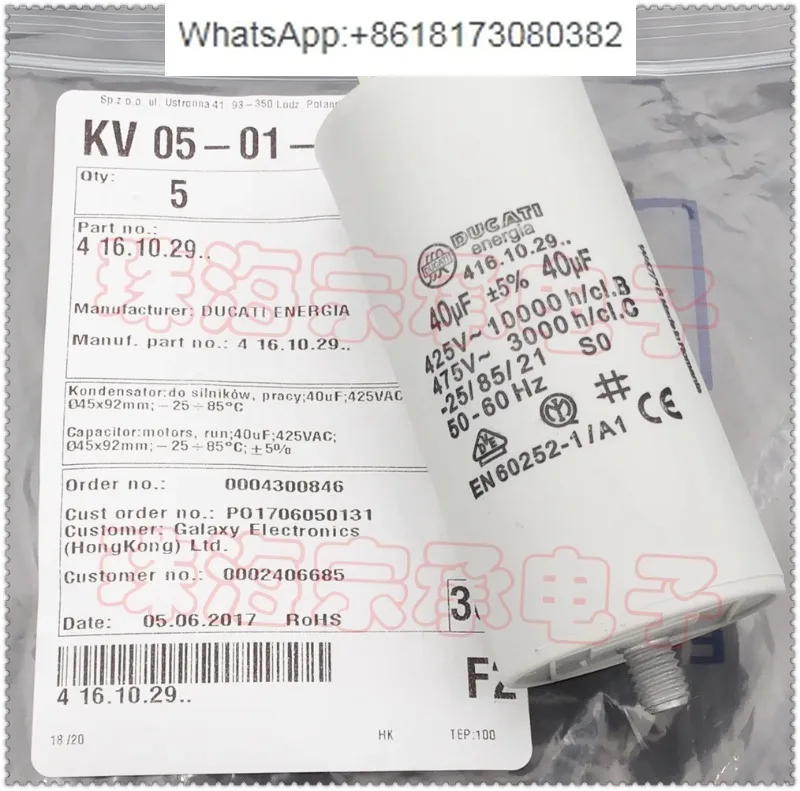 WhatsApp:+8618173080382
Sp.z o.o. ul. Ustronna 41, 93-350 Lodz, Poland
KV 05-01-
Qty:
5
Part no.:
4 16.10.29..
Manufacturer: DUCATI ENERGIA
Manuf. part no.: 4 16.10.29..
Kondensator:do silników, pracy;40uF;425VAC
Ø45x92mm;-25÷85°C
Capacitor:motors, run;40uF;425VAC;
Ø45x92mm;-25÷85°C;±5%
Order no.: 0004300846
Cust order no.: PO1706050131
Customer: Galaxy Electronics
(HongKong) Ltd.
Customer no.: 0002406685
Date: 05.06.2017 RoHS
4 16.10.29..
18/20 HK TEP:100
F2
DUCATI
energia
416.10.29..
40µF ±5% 40µF
425V~ 10000 h/cl.B
475V~ 3000 h/cl.C
-25/85/21 S0
50-60 Hz
VDE
CE
EN 60252-1/A1
珠海宗承电子
珠海宗承电子